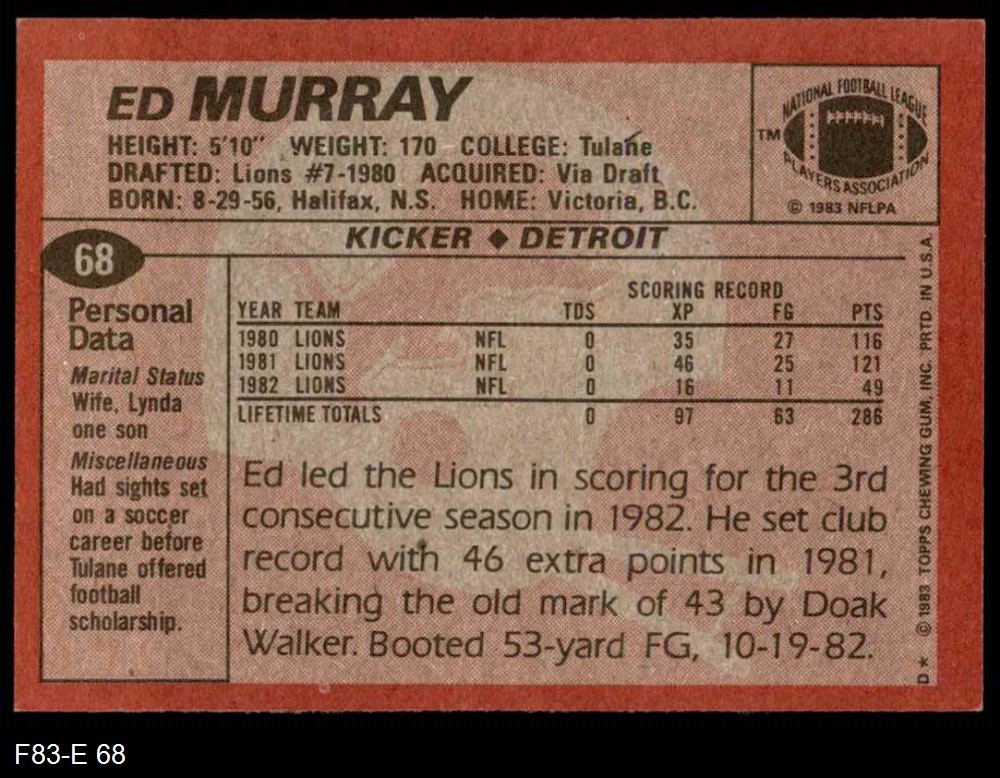 ED MURRAY
HEIGHT: 5'10" WEIGHT: 170 COLLEGE: Tulane
DRAFTED: Lions #7-1980 ACQUIRED: Via Draft
BORN: 8-29-56, Halifax, N.S. HOME: Victoria, B.C.
NATIONAL FOOTBALL LEAGUE
TM
PLAYERS ASSOCIATION
© 1983 NFLPA
KICKER ◆ DETROIT
68
Personal
Data
Marital Status
Wife, Lynda
one son
Miscellaneous
Had sights set
on a soccer
career before
Tulane offered
football
scholarship.
SCORING RECORD
YEAR TEAM TDS XP FG PTS
1980 LIONS NFL 0 35 27 116
1981 LIONS NFL 0 46 25 121
1982 LIONS NFL 0 16 11 49
LIFETIME TOTALS 0 97 63 286
Ed led the Lions in scoring for the 3rd
consecutive season in 1982. He set club
record with 46 extra points in 1981,
breaking the old mark of 43 by Doak
Walker. Booted 53-yard FG, 10-19-82.
D★ © 1983 TOPPS CHEWING GUM, INC. PRTD. IN U.S.A.
F83-E 68